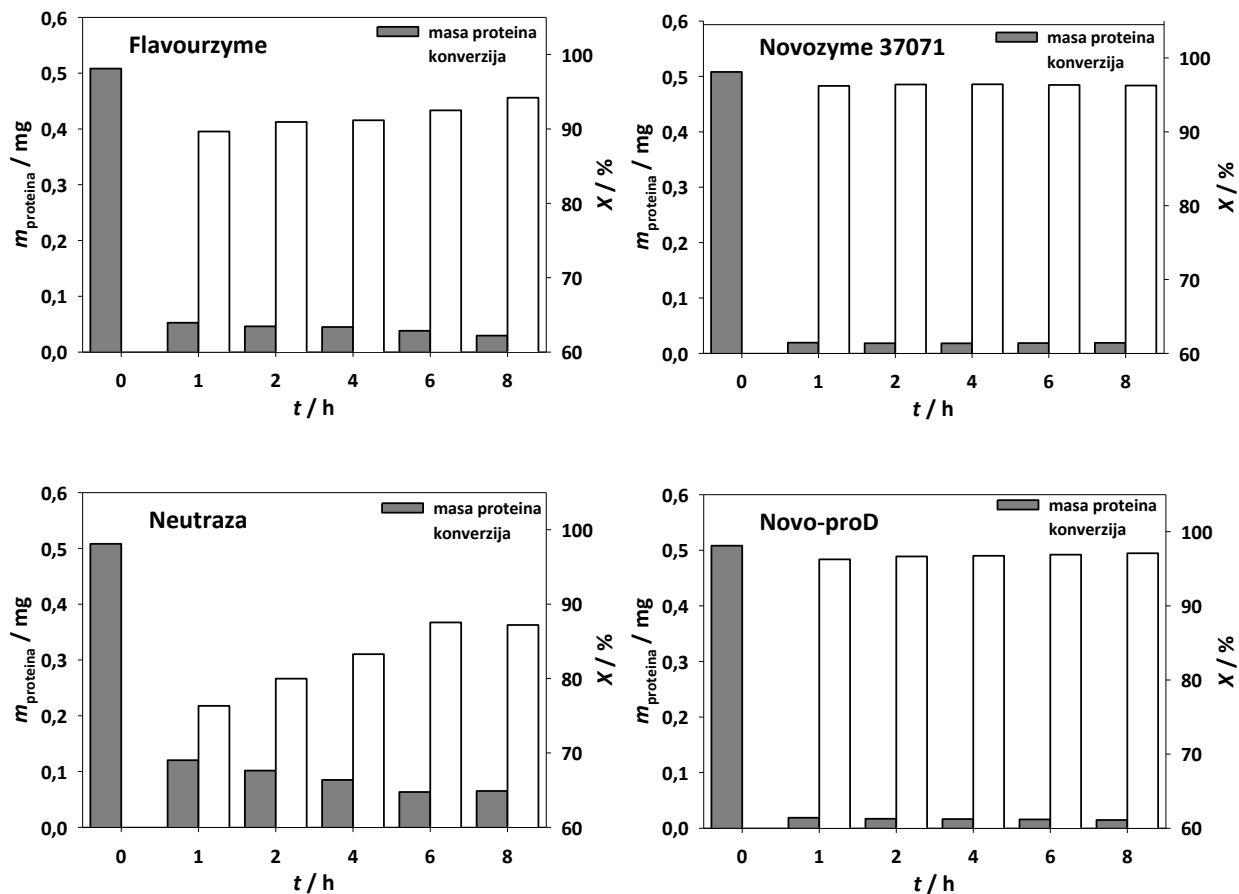 Flavourzyme
masa proteina
konverzija
0,6
0,5
0,4
0,3
0,2
0,1
0,0
m proteina / mg
100
90
80
70
60
X / %
0 1 2 4 6 8
t / h
Novozyme 37071
masa proteina
konverzija
0,6
0,5
0,4
0,3
0,2
0,1
0,0
m proteina / mg
100
90
80
70
60
X / %
0 1 2 4 6 8
t / h
Neutraza
masa proteina
konverzija
0,6
0,5
0,4
0,3
0,2
0,1
0,0
m proteina / mg
100
90
80
70
60
X / %
0 1 2 4 6 8
t / h
Novo-proD
masa proteina
konverzija
0,6
0,5
0,4
0,3
0,2
0,1
0,0
m proteina / mg
100
90
80
70
60
X / %
0 1 2 4 6 8
t / h